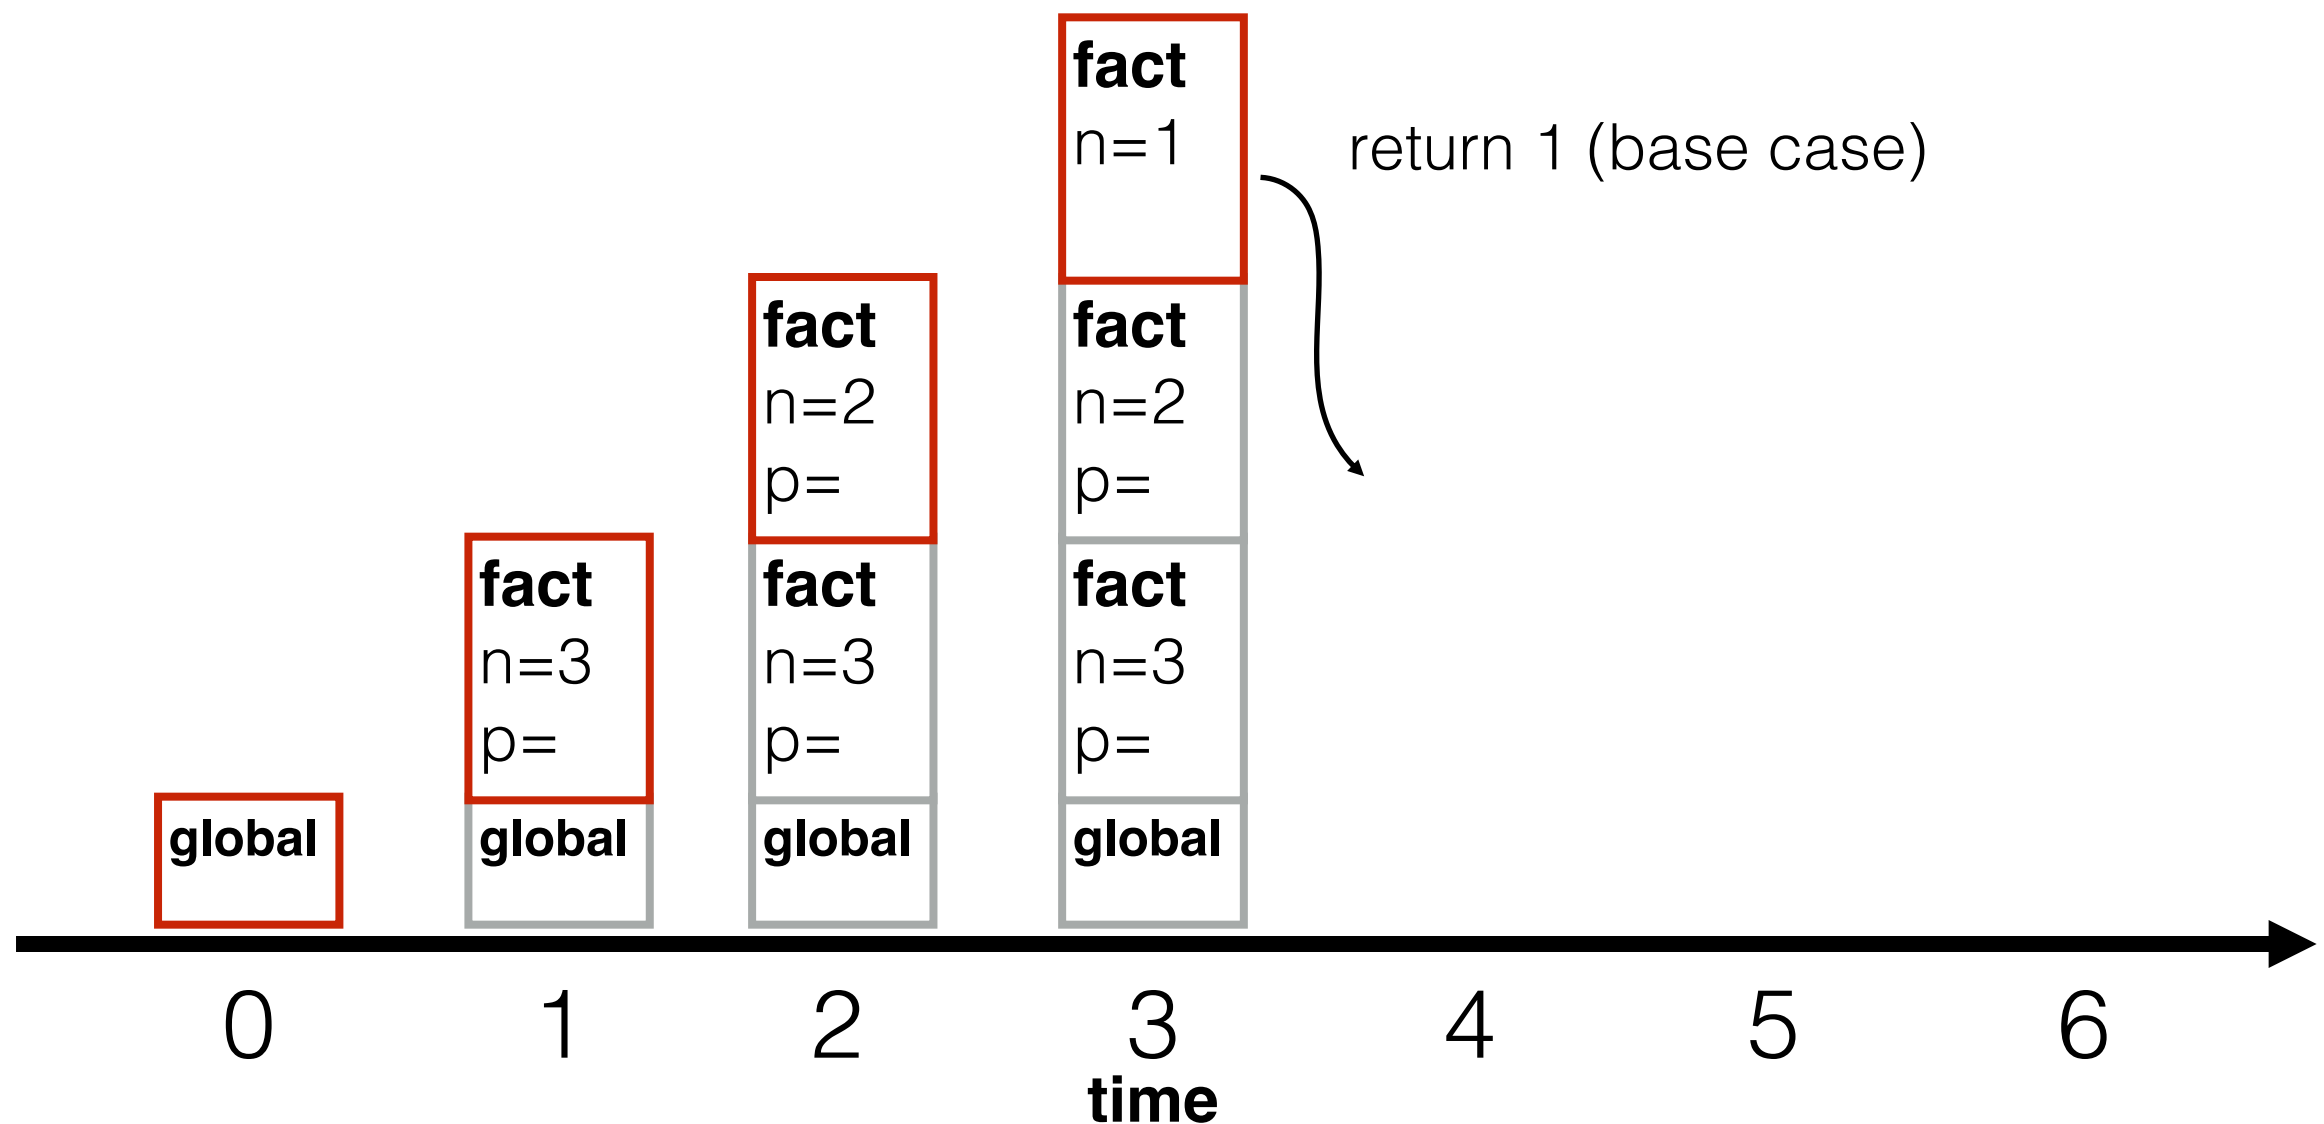 fact
n=1
return 1 (base case)
fact
n=2
p=
fact
n=2
p=
fact
n=3
p=
fact
n=3
p=
fact
n=3
p=
global
global
global
global
0
1
2
3
4
5
6
time